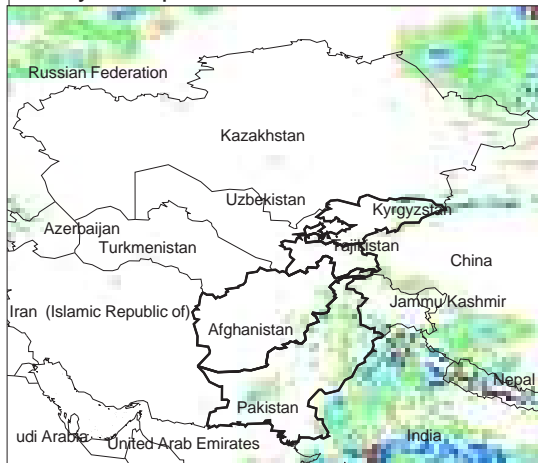 Russian Federation
Kazakhstan
Uzbekistan
Kyrgyzstan
Azerbaijan
Turkmenistan
Tajikistan
China
Iran (Islamic Republic of)
Jammu Kashmir
Afghanistan
Nepal
Pakistan
udi Arabia
United Arab Emirates
India